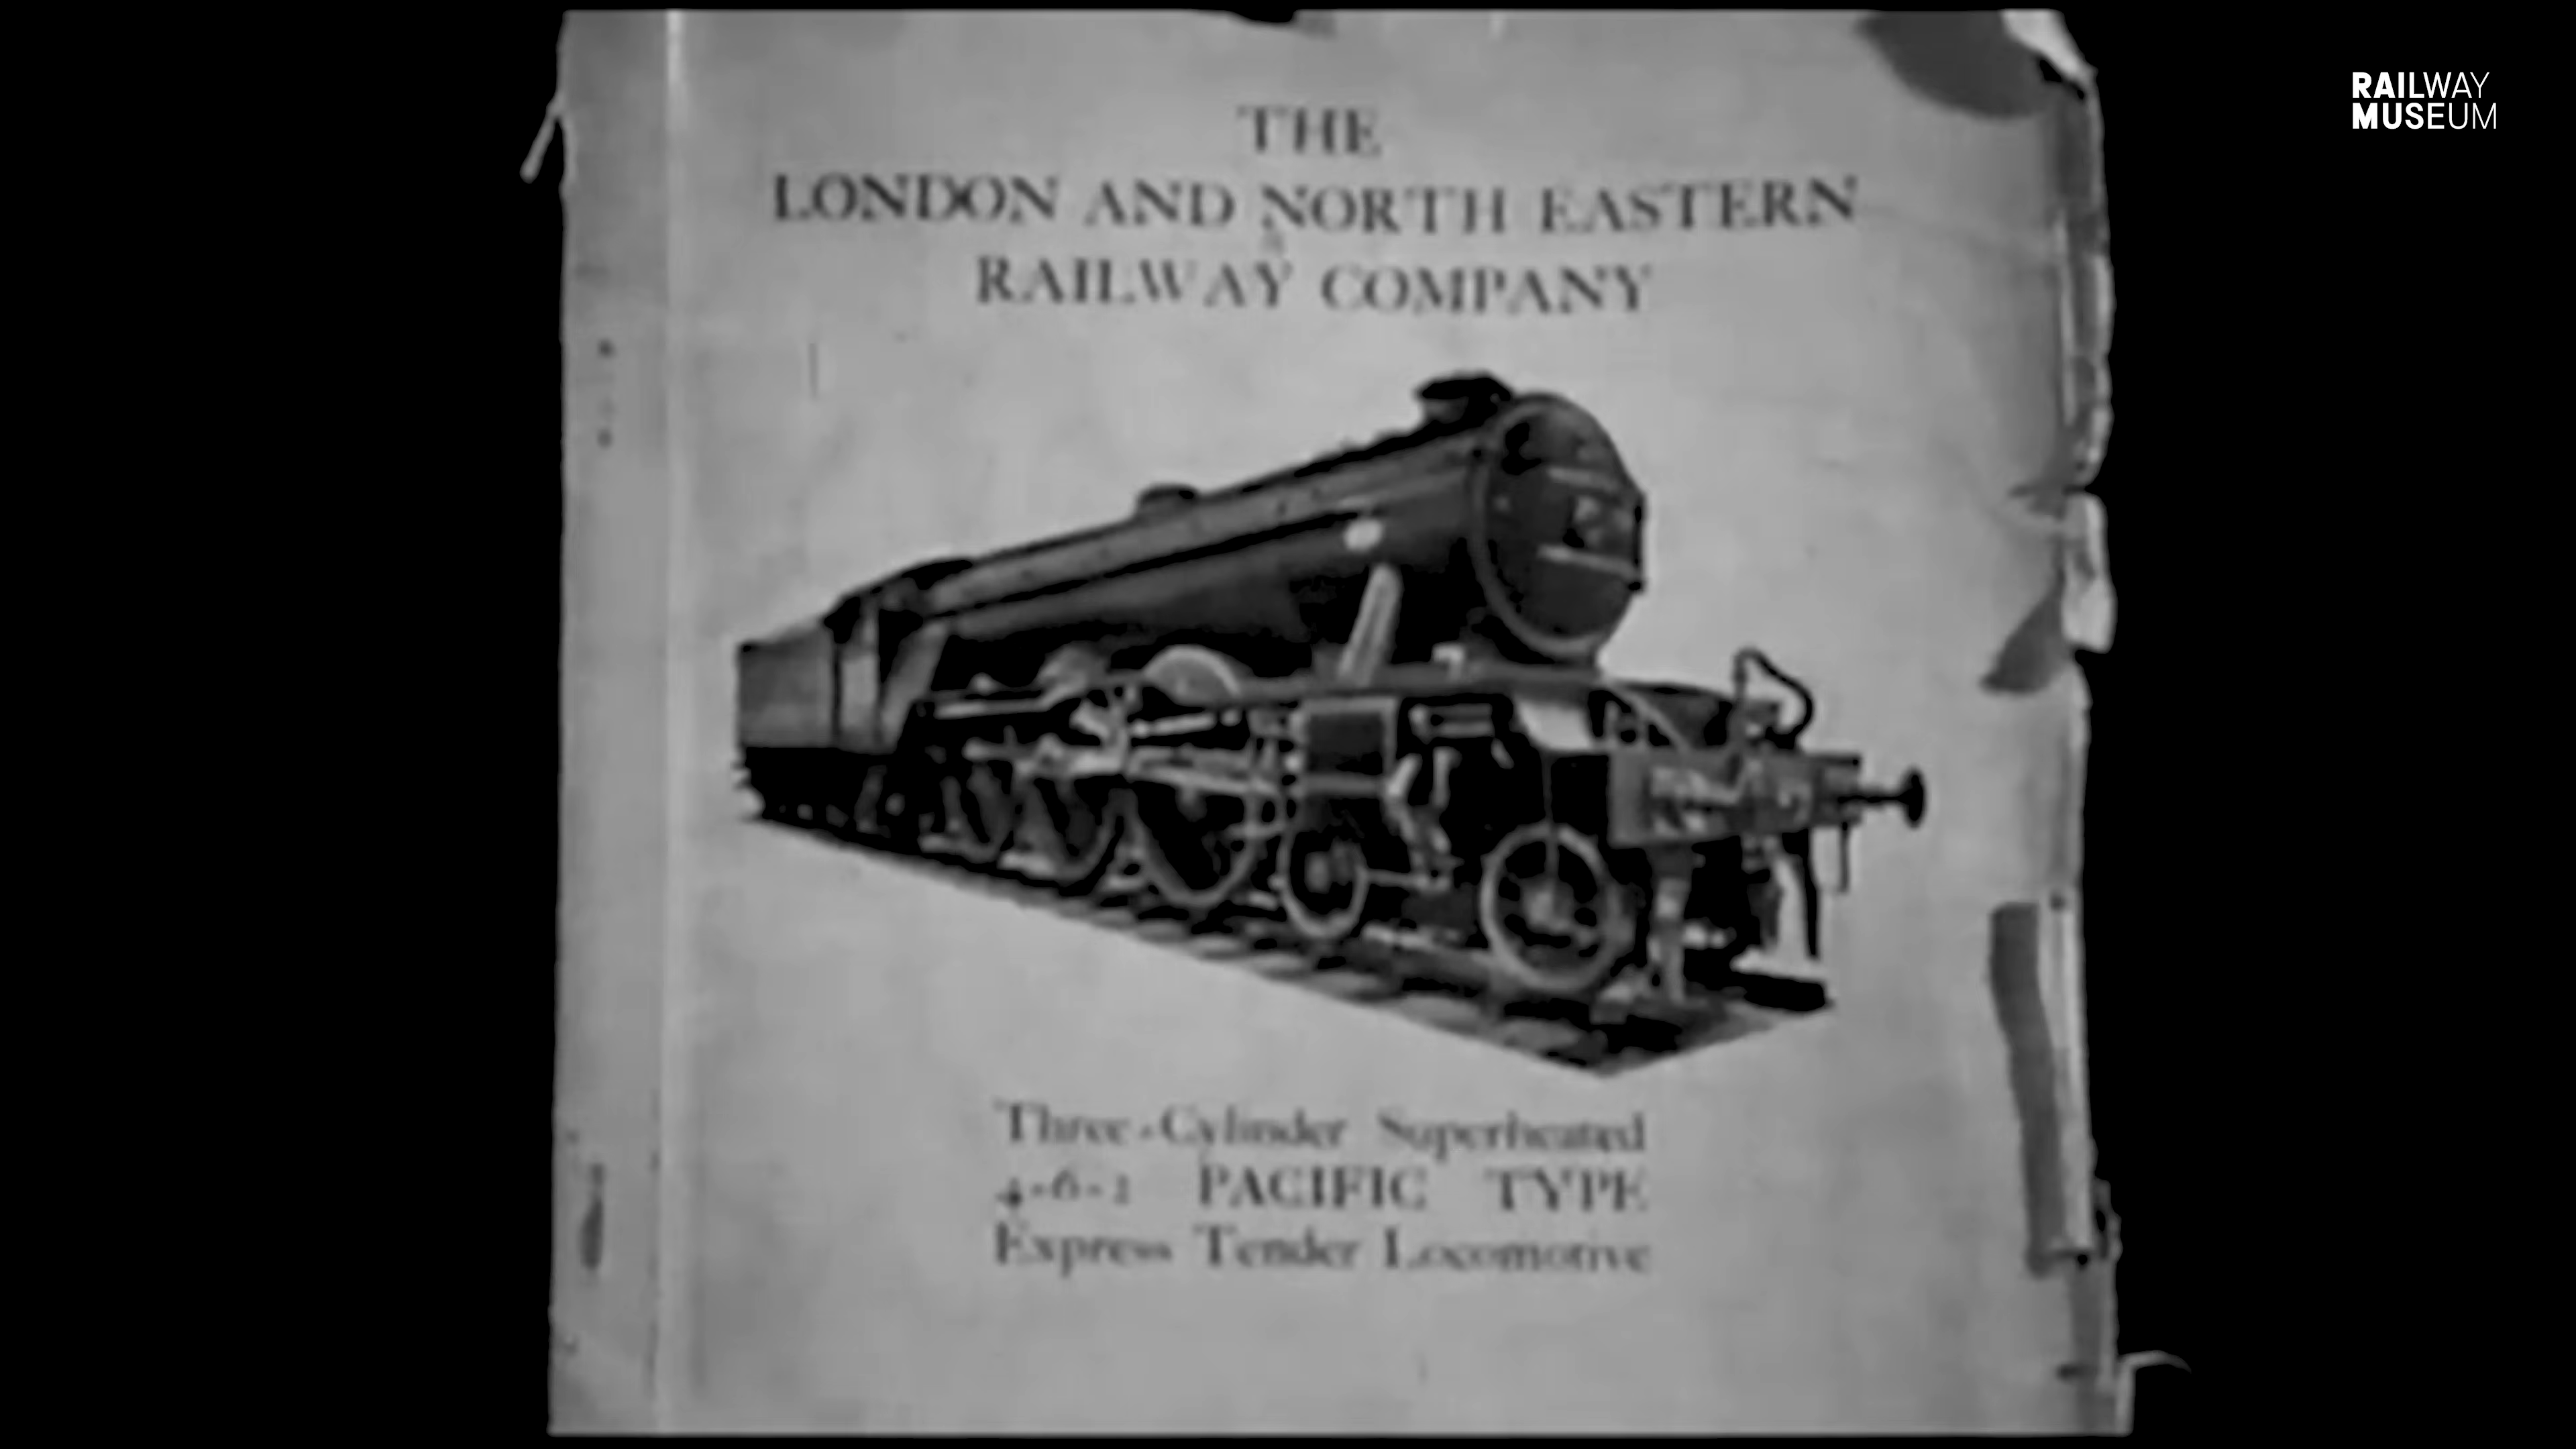 RAILWAY
MUSEUM
THE
LONDON AND NORTH EASTERN
RAILWAY COMPANY
Three-Cylinder Superheated
4-6-2 PACIFIC TYPE
Express Tender Locomotive